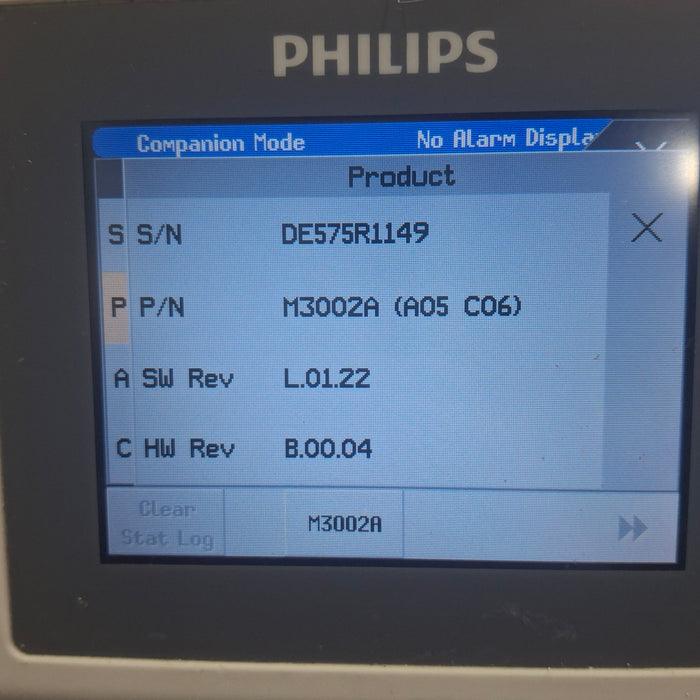 PHILIPS
Companion Mode No Alarm Displa
Product
S S/N DE575R1149
P P/N M3002A (A05 C06)
A SW Rev L.01.22
C HW Rev B.00.04
Clear
Stat Log
M3002A